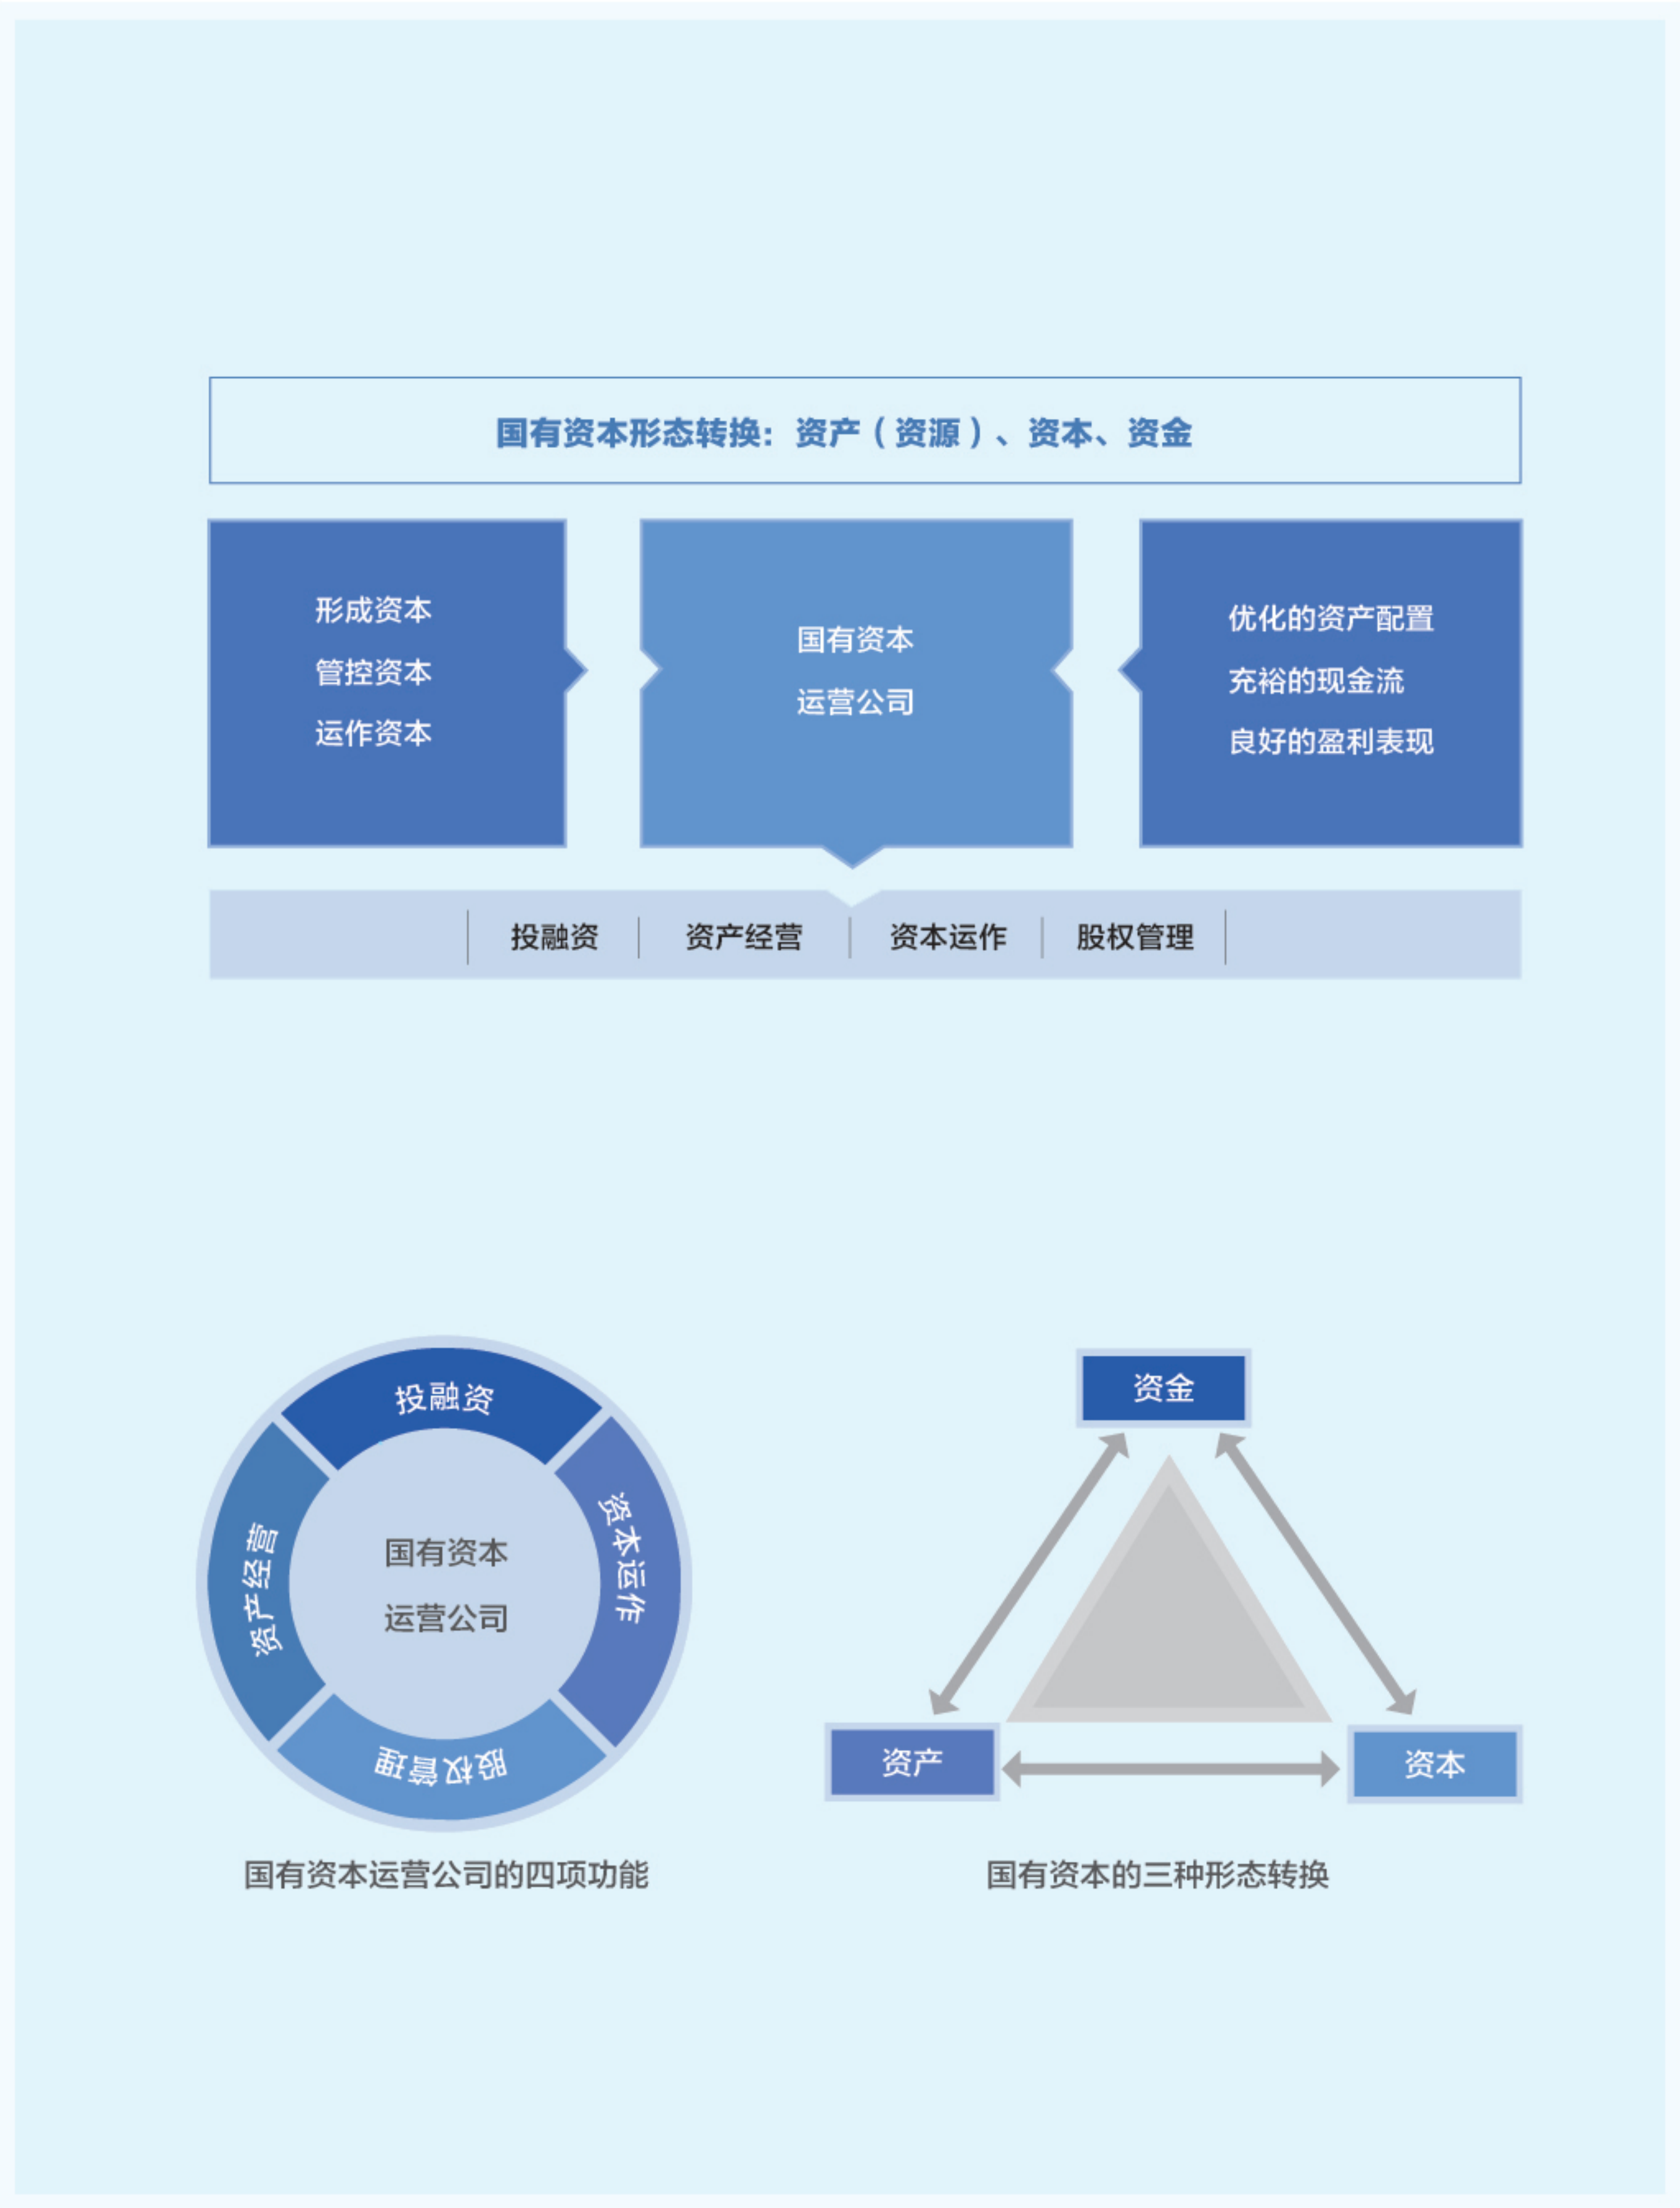 国有资本形态转换：资产（资源）、资本、资金
形成资本
管控资本
运作资本
国有资本
运营公司
优化的资产配置
充裕的现金流
良好的盈利表现
投融资
资产经营
资本运作
股权管理
投融资
资本运作
股权管理
资产经营
国有资本
运营公司
国有资本运营公司的四项功能
资金
资产
资本
国有资本的三种形态转换